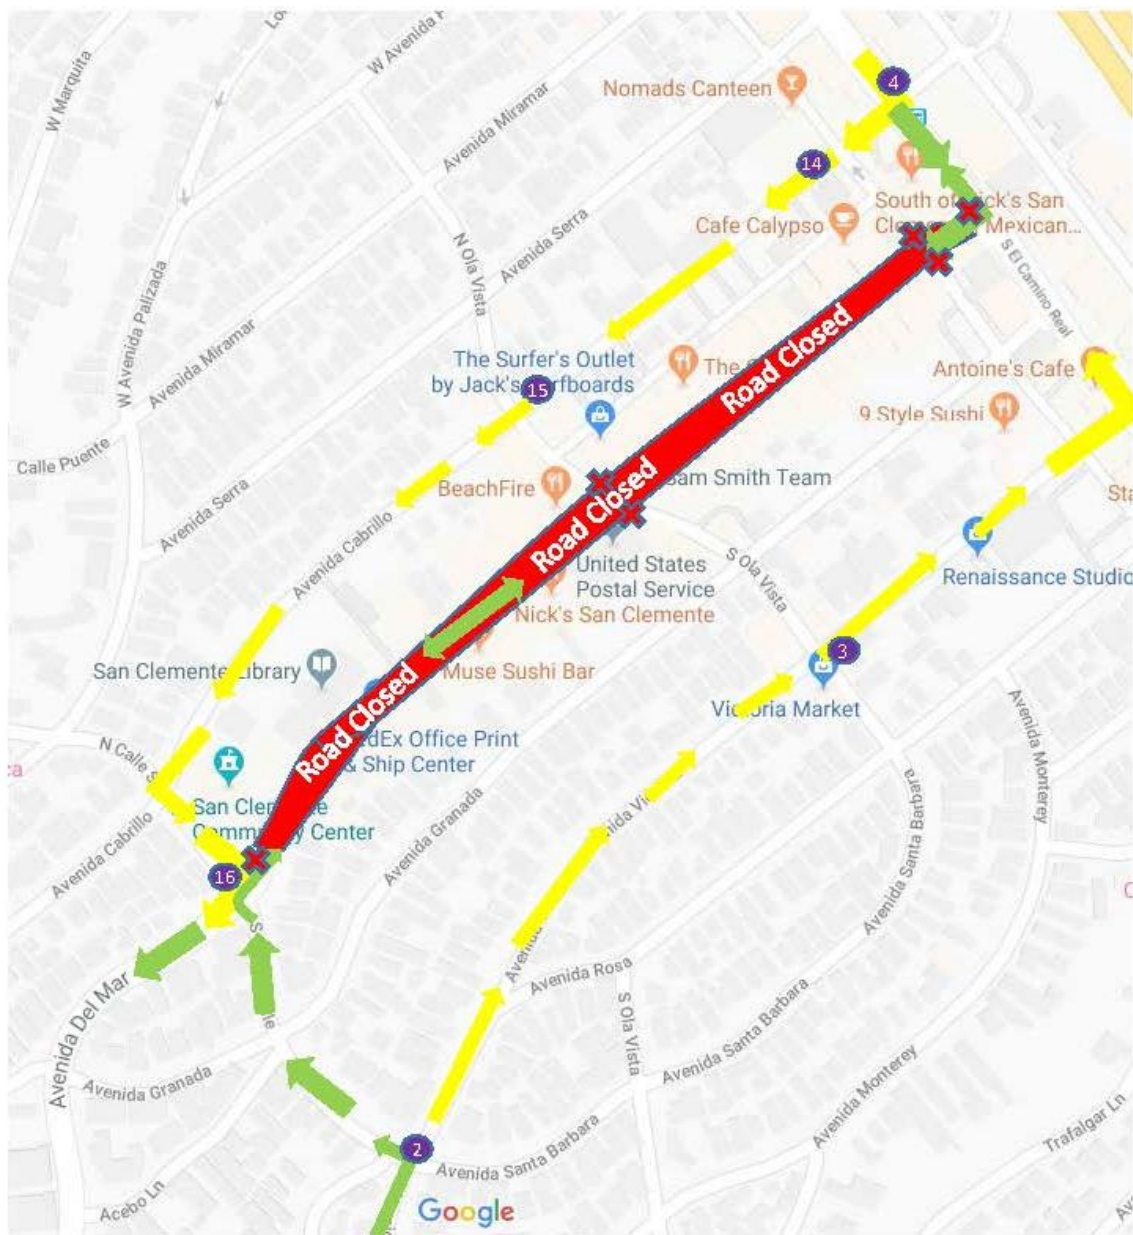 W Marquita
W Avenida
Avenida Miramar
Nomads Canteen
4
14
South of Nick's San
Mexican...
Cafe Calypso
Avenida Serra
N Ola Vista
W Avenida Palizada
S El Camino Real
Avenida Miramar
The Surfer's Outlet
by Jack's Surfboards
The
Road Closed
Antoine's Cafe
15
9 Style Sushi
Calle Puente
BeachFire
Sam Smith Team
Avenida Serra
Road Closed
Avenida Cabrillo
United States
Postal Service
S Ola Vista
Renaissance Studio
Nick's San Clemente
San Clemente Library
Muse Sushi Bar
3
Victoria Market
Road Closed
FedEx Office Print
& Ship Center
N Calle S
San Clemente
Community Center
Avenida Granada
Avenida Vi
Avenida Santa Barbara
Avenida Monterey
Avenida Cabrillo
16
S
Avenida
Avenida Rosa
S Ola Vista
Avenida Del Mar
Avenida Granada
Avenida Santa Barbara
Avenida Monterey
Trafalgar Ln
2
Avenida Santa Barbara
Acebo Ln
Google